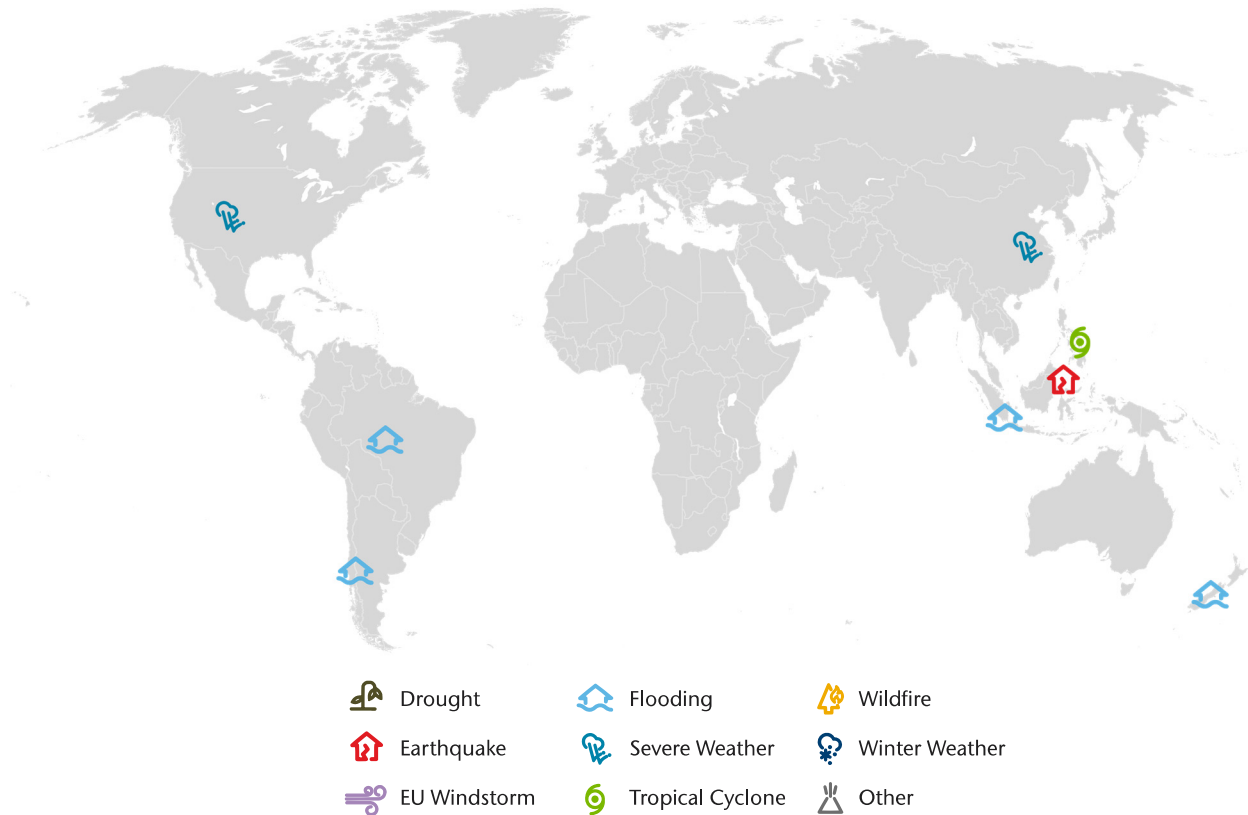 Drought
Flooding
Wildfire
Earthquake
Severe Weather
Winter Weather
EU Windstorm
Tropical Cyclone
Other